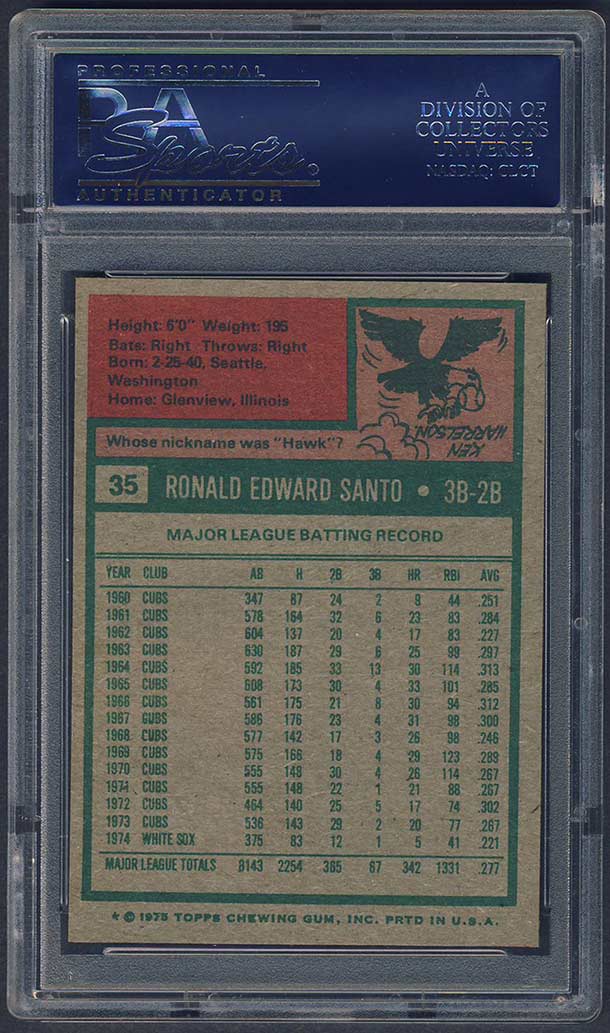 PROFESSIONAL
PSA
Sports
AUTHENTICATOR
A
DIVISION OF
COLLECTORS
UNIVERSE
NASDAQ: CLCT
Height: 6'0" Weight: 195
Bats: Right Throws: Right
Born: 2-25-40, Seattle,
Washington
Home: Glenview, Illinois
Whose nickname was "Hawk"?
KEN
HARRELSON
35 RONALD EDWARD SANTO • 3B-2B
MAJOR LEAGUE BATTING RECORD
YEAR CLUB AB H 2B 3B HR RBI AVG
1960 CUBS 347 87 24 2 9 44 .251
1961 CUBS 578 164 32 6 23 83 .284
1962 CUBS 604 137 20 4 17 83 .227
1963 CUBS 630 187 29 6 25 99 .297
1964 CUBS 592 185 33 13 30 114 .313
1965 CUBS 608 173 30 4 33 101 .285
1966 CUBS 561 175 21 8 30 94 .312
1967 CUBS 586 176 23 4 31 98 .300
1968 CUBS 577 142 17 3 26 98 .246
1969 CUBS 575 166 18 4 29 123 .289
1970 CUBS 555 148 30 4 26 114 .267
1971 CUBS 555 148 22 1 21 88 .267
1972 CUBS 464 140 25 5 17 74 .302
1973 CUBS 536 143 29 2 20 77 .267
1974 WHITE SOX 375 83 12 1 5 41 .221
MAJOR LEAGUE TOTALS 8143 2254 365 67 342 1331 .277
* © 1975 TOPPS CHEWING GUM, INC. PRTD IN U.S.A.